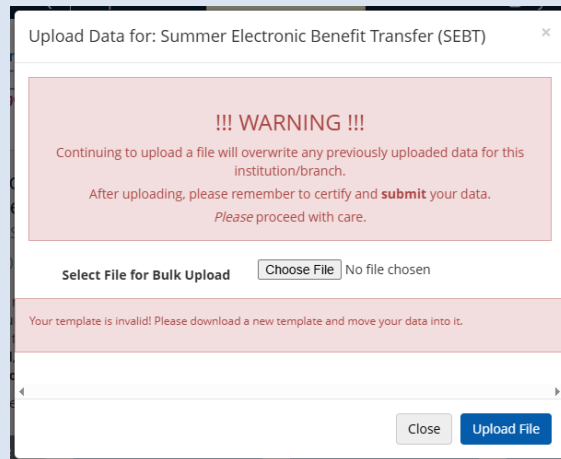 Upload Data for: Summer Electronic Benefit Transfer (SEBT)
×
!!! WARNING !!!
Continuing to upload a file will overwrite any previously uploaded data for this
institution/branch.
After uploading, please remember to certify and submit your data.
Please proceed with care.
Select File for Bulk Upload
Choose File No file chosen
Your template is invalid! Please download a new template and move your data into it.
Close
Upload File